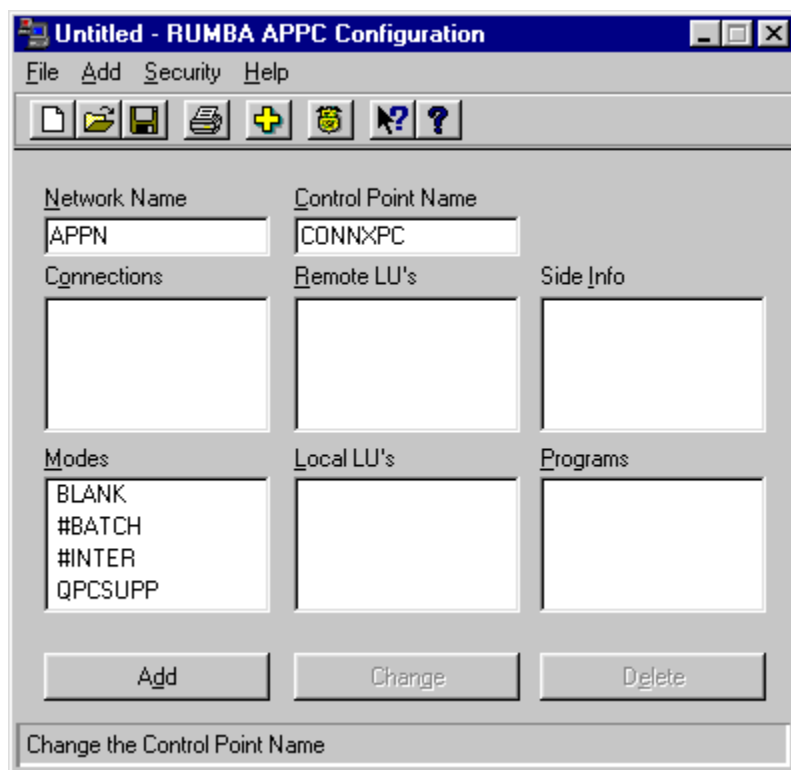 Untitled - RUMBA APPC Configuration
File Add Security Help
Network Name Control Point Name
APPN CONNXPC
Connections Remote LU's Side Info
Modes Local LU's Programs
BLANK
#BATCH
#INTER
QPCSUPP
Add Change Delete
Change the Control Point Name